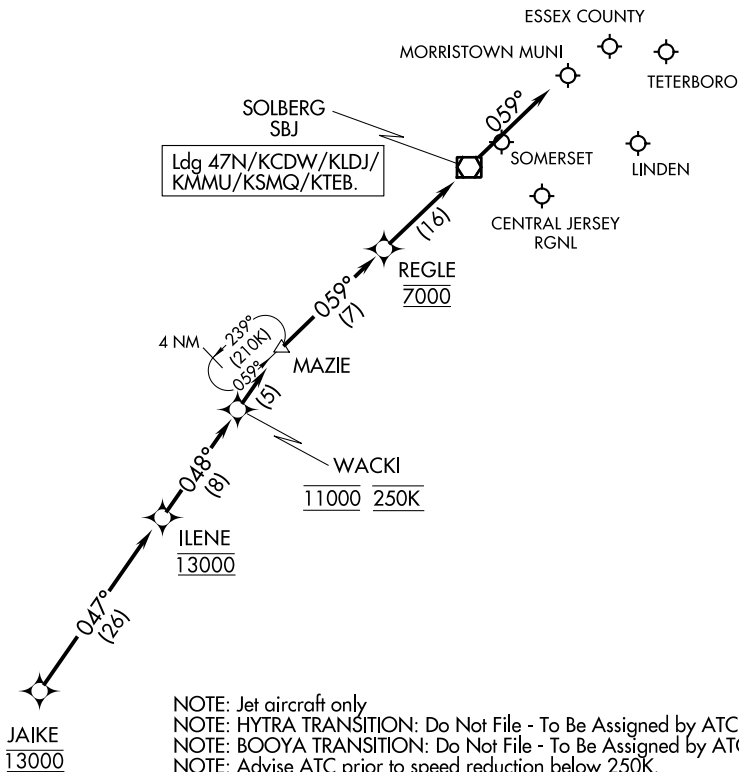 ESSEX COUNTY
MORRISTOWN MUNI
TETERBORO
SOLBERG
SBJ
059°
Ldg 47N/KCDW/KLDJ/
KMMU/KSMQ/KTEB.
SOMERSET
LINDEN
CENTRAL JERSEY
RGNL
(16)
REGLE
7000
059°
(7)
4 NM
239°
(210K)
059°
MAZIE
(5)
WACKI
11000 250K
048°
(8)
ILENE
13000
047°
(26)
JAIKE
13000
NOTE: Jet aircraft only
NOTE: HYTRA TRANSITION: Do Not File - To Be Assigned by ATC
NOTE: BOOYA TRANSITION: Do Not File - To Be Assigned by ATC
NOTE: Advise ATC prior to speed reduction below 250K.